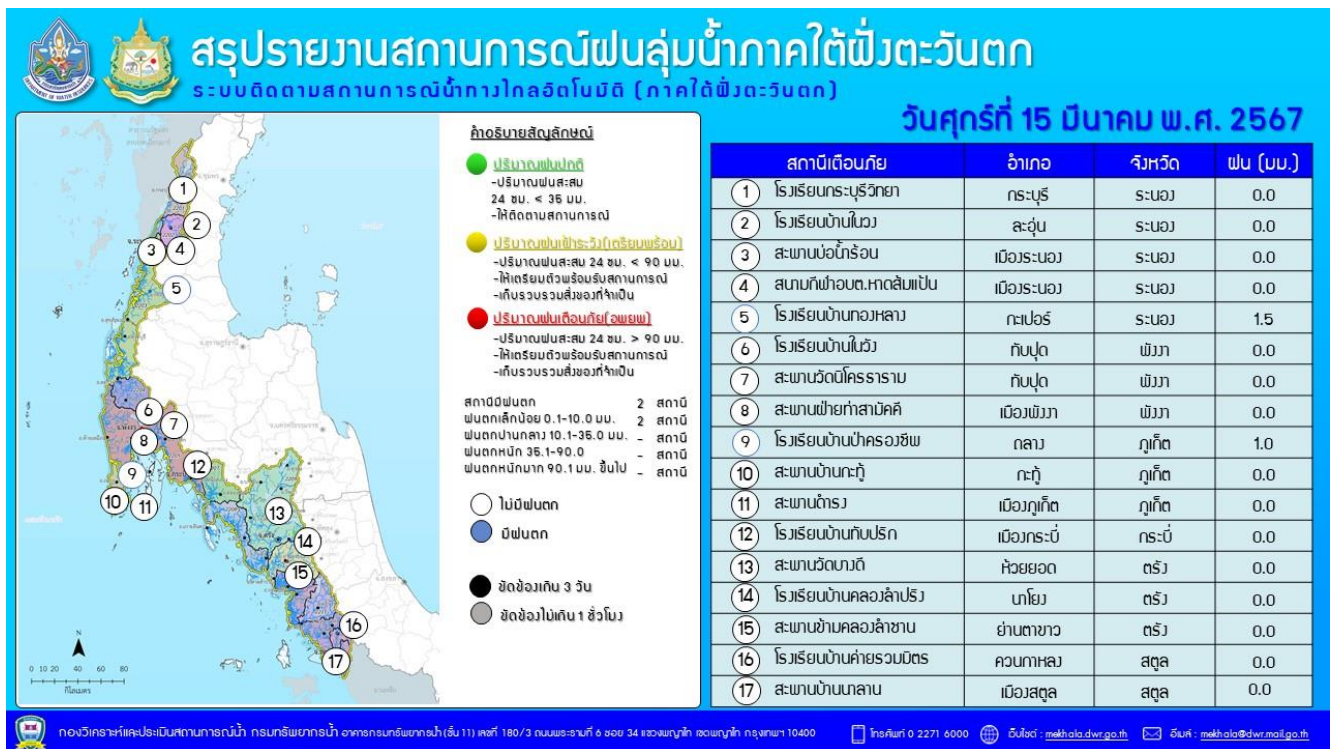 สรุปรายงานสถานการณ์ฝนลุ่มน้ำภาคใต้ฝั่งตะวันตก
ระบบติดตามสถานการณ์น้ำทางไกลอัตโนมัติ (ภาคใต้ฝั่งตะวันตก)
วันศุกร์ที่ 15 มีนาคม พ.ศ. 2567
คำอธิบายสัญลักษณ์
ปริมาณฝนปกติ
-ปริมาณฝนสะสม
24 ชม. < 35 มม.
-ให้ติดตามสถานการณ์
ปริมาณฝนเฝ้าระวัง(เตรียมพร้อม)
-ปริมาณฝนสะสม 24 ชม. < 90 มม.
-ให้เตรียมตัวพร้อมรับสถานการณ์
-เก็บรวบรวมสิ่งของที่จำเป็น
ปริมาณฝนเตือนภัย(อพยพ)
-ปริมาณฝนสะสม 24 ชม. > 90 มม.
-ให้เตรียมตัวพร้อมรับสถานการณ์
-เก็บรวบรวมสิ่งของที่จำเป็น
สถานีมีฝนตก 2 สถานี
ฝนตกเล็กน้อย 0.1-10.0 มม. 2 สถานี
ฝนตกปานกลาง 10.1-35.0 มม. - สถานี
ฝนตกหนัก 35.1-90.0 - สถานี
ฝนตกหนักมาก 90.1 มม. ขึ้นไป - สถานี
ไม่มีฝนตก
มีฝนตก
ขัดข้องเกิน 3 วัน
ขัดข้องไม่เกิน 1 ชั่วโมง
1
2
3 4
5
6
7
8
9
12
10 11
13
14
15
16
17
N
0 10 20 40 60 80
กิโลเมตร
สถานีเตือนภัย อำเภอ จังหวัด ฝน (มม.)
1 โรงเรียนกระบุรีวิทยา กระบุรี ระนอง 0.0
2 โรงเรียนบ้านในวง ละอุ่น ระนอง 0.0
3 สะพานบ่อน้ำร้อน เมืองระนอง ระนอง 0.0
4 สนามกีฬาอบต.หาดส้มแป้น เมืองระนอง ระนอง 0.0
5 โรงเรียนบ้านทองหลาง กะเปอร์ ระนอง 1.5
6 โรงเรียนบ้านในวัง ทับปุด พังงา 0.0
7 สะพานวัดนิโครธาราม ทับปุด พังงา 0.0
8 สะพานฝ่ายท่าสามัคคี เมืองพังงา พังงา 0.0
9 โรงเรียนบ้านป่าครองชีพ ถลาง ภูเก็ต 1.0
10 สะพานบ้านกะทู้ กะทู้ ภูเก็ต 0.0
11 สะพานดำรง เมืองภูเก็ต ภูเก็ต 0.0
12 โรงเรียนบ้านทับปริก เมืองกระบี่ กระบี่ 0.0
13 สะพานวัดบางดี ห้วยยอด ตรัง 0.0
14 โรงเรียนบ้านคลองลำปริง นาโยง ตรัง 0.0
15 สะพานข้ามคลองลำชาน ย่านตาขาว ตรัง 0.0
16 โรงเรียนบ้านค่ายรวมมิตร ควนกาหลง สตูล 0.0
17 สะพานบ้านนาลาน เมืองสตูล สตูล 0.0
กองวิเคราะห์และประเมินสถานการณ์น้ำ กรมทรัพยากรน้ำ อาคารกรมทรัพยากรน้ำ (ชั้น 11) เลขที่ 180/3 ถนนพระรามที่ 6 ซอย 34 แขวงพญาไท เขตพญาไท กรุงเทพฯ 10400 โทรศัพท์ 0 2271 6000 เว็บไซต์ : mekhala.dwr.go.th อีเมล์ : mekhala@dwr.mail.go.th